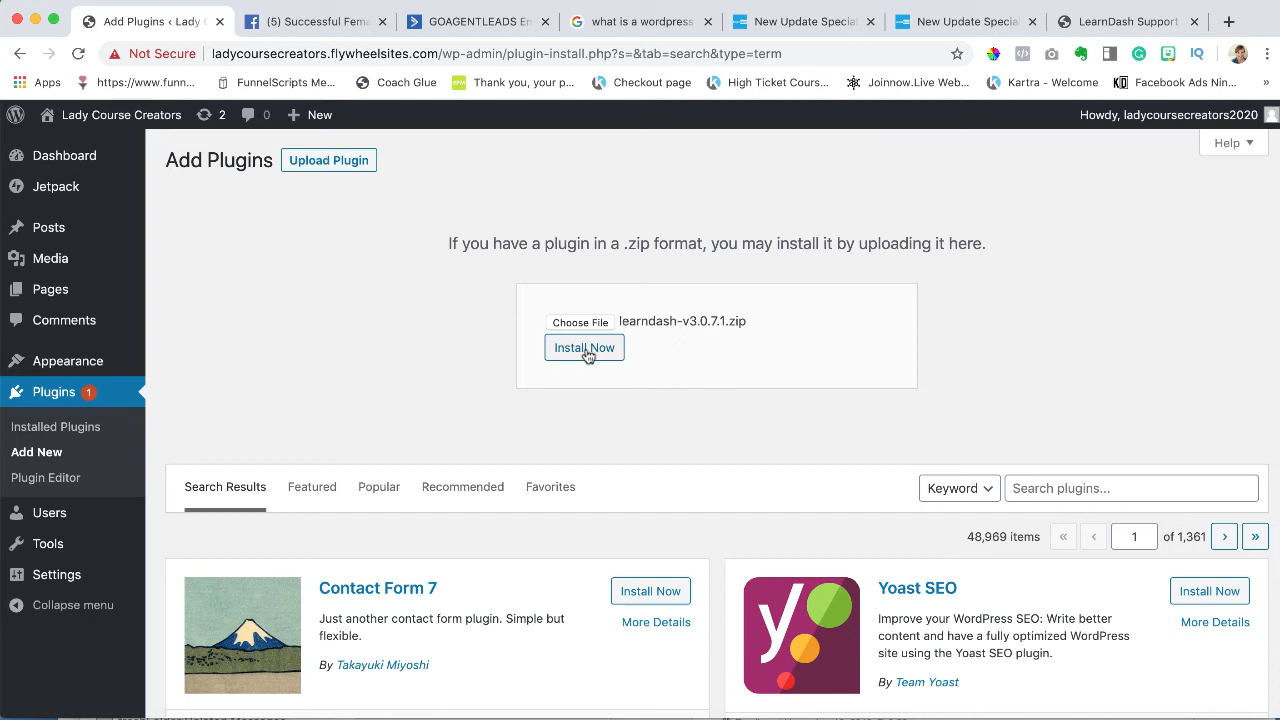 Add Plugins ‹ Lady C
(5) Successful Fema
GOAGENTLEADS En
what is a wordpress
New Update Special
New Update Specia
LearnDash Support
Not Secure
ladycoursecreators.flywheelsites.com/wp-admin/plugin-install.php?s=&tab=search&type=term
Apps
https://www.funn...
FunnelScripts Me...
Coach Glue
Thank you, your p...
Checkout page
High Ticket Cours...
Joinnow.Live Web...
Kartra - Welcome
Facebook Ads Nin...
»
Lady Course Creators
2
0
New
Howdy, ladycoursecreators2020
Dashboard
Jetpack
Posts
Media
Pages
Comments
Appearance
Plugins 1
Installed Plugins
Add New
Plugin Editor
Users
Tools
Settings
Collapse menu
Help
Add Plugins
Upload Plugin
If you have a plugin in a .zip format, you may install it by uploading it here.
Choose File learndash-v3.0.7.1.zip
Install Now
Search Results
Featured
Popular
Recommended
Favorites
Keyword
Search plugins...
48,969 items « ‹ 1 of 1,361 › »
Contact Form 7
Install Now
More Details
Just another contact form plugin. Simple but
flexible.
By Takayuki Miyoshi
Yoast SEO
Install Now
More Details
Improve your WordPress SEO: Write better
content and have a fully optimized WordPress
site using the Yoast SEO plugin.
By Team Yoast